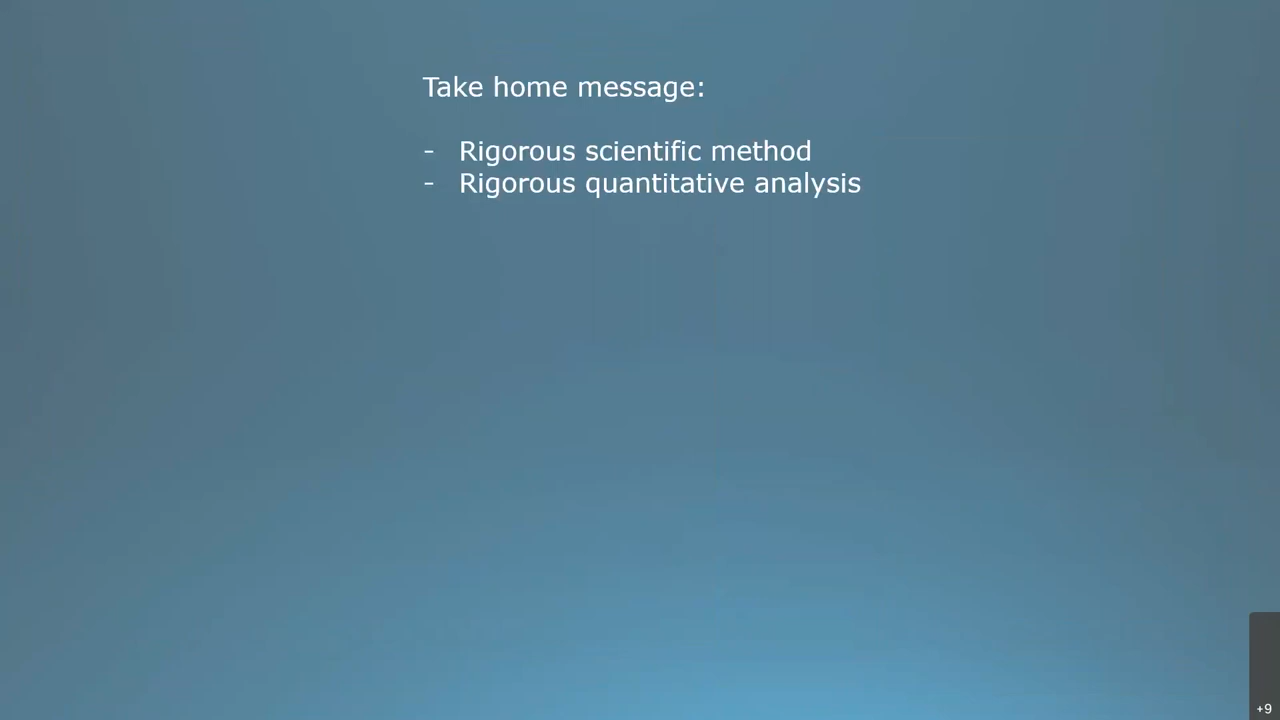 Take home message:
- Rigorous scientific method
- Rigorous quantitative analysis
+9